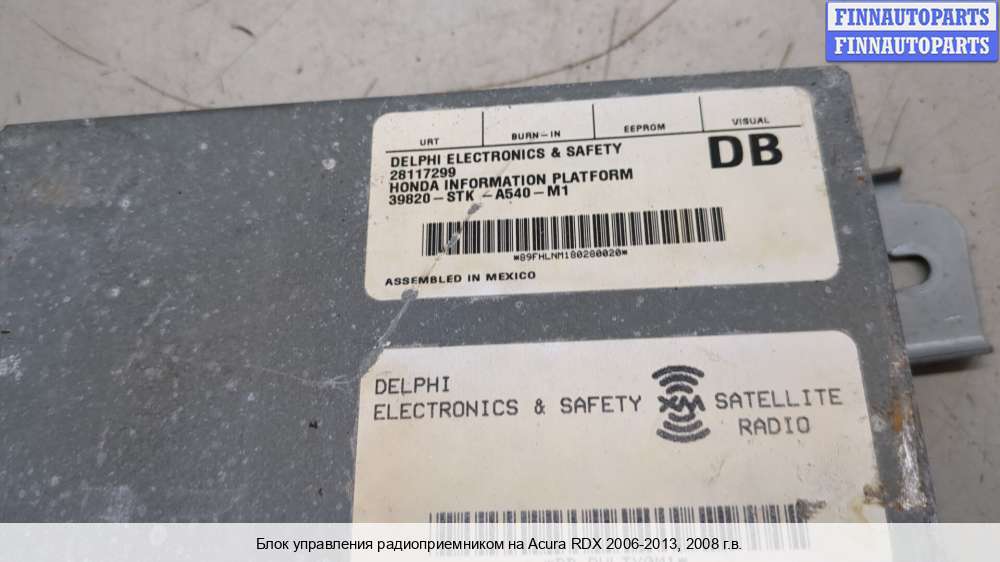 FINNAUTOPARTS
FINNAUTOPARTS
URT BURN-IN EEPROM VISUAL
DELPHI ELECTRONICS & SAFETY
28117299
HONDA INFORMATION PLATFORM
39820-STK-A540-M1
DB
*89FHLNM180280020*
ASSEMBLED IN MEXICO
DELPHI
ELECTRONICS & SAFETY
XM
SATELLITE
RADIO
Блок управления радиоприемником на Acura RDX 2006-2013, 2008 г.в.